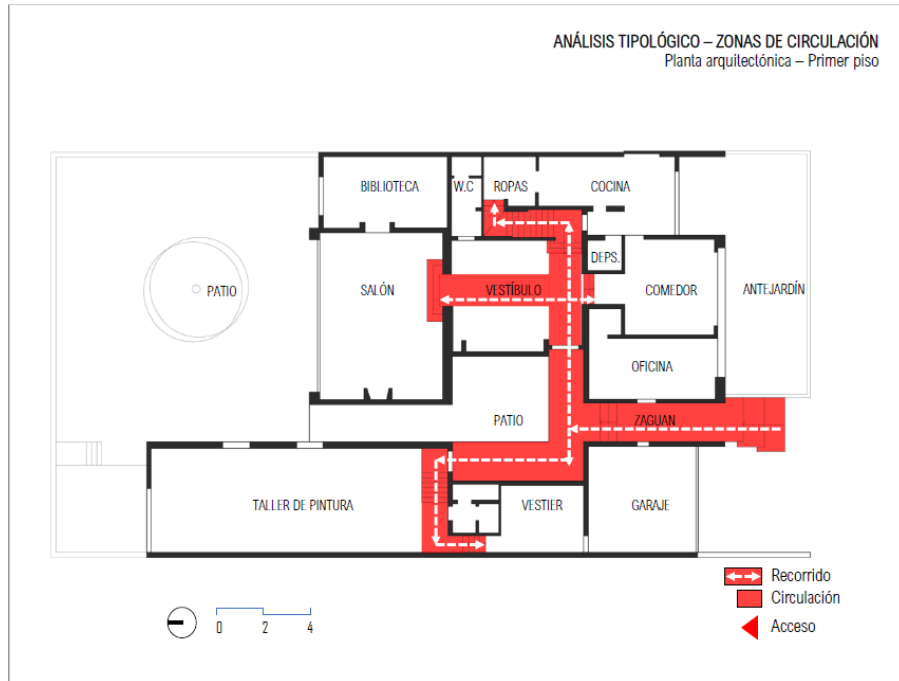 ANÁLISIS TIPOLÓGICO – ZONAS DE CIRCULACIÓN
Planta arquitectónica – Primer piso
BIBLIOTECA
W.C
ROPAS
COCINA
DEPS.
PATIO
SALÓN
VESTÍBULO
COMEDOR
ANTEJARDÍN
OFICINA
PATIO
ZAGUAN
TALLER DE PINTURA
VESTIER
GARAJE
Recorrido
Circulación
Acceso
0 2 4